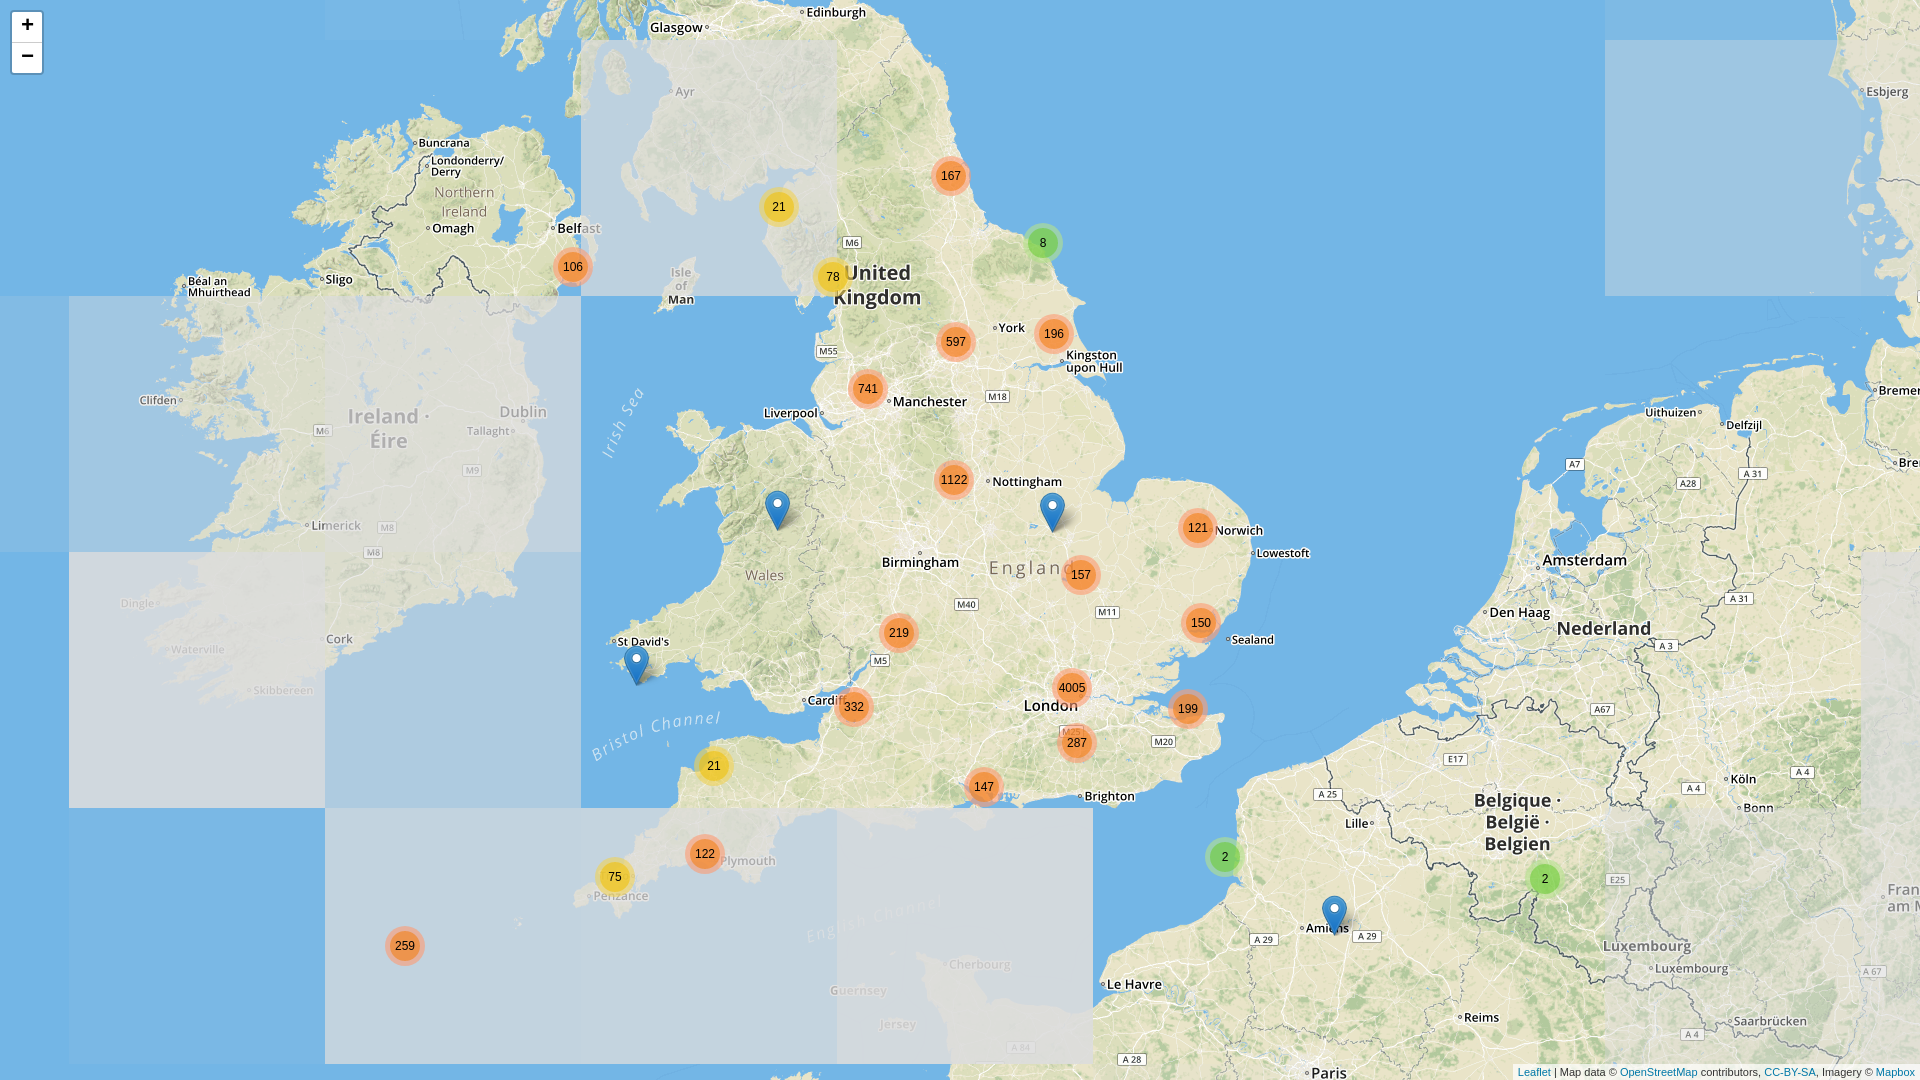 +
−
Edinburgh
Glasgow
Ayr
Esbjerg
Buncrana
Londonderry/
Derry
167
Northern
Ireland
21
Omagh
Belfast
M6
8
106
78
United
Kingdom
Isle
of
Man
Béal an
Mhuirthead
Sligo
York
196
597
M55
Kingston
upon Hull
741
Manchester
M18
Clifden
Liverpool
Ireland ·
Éire
Dublin
Tallaght
M6
Irish Sea
Uithuizen
Delfzijl
Bremer
M9
A7
A 31
Bre
A28
1122
Nottingham
Limerick
M8
121
Norwich
M8
Lowestoft
Birmingham
England
157
Wales
Amsterdam
Dingle
M40
M11
A 31
Den Haag
150
Nederland
219
Cork
St David's
Sealand
A 3
Waterville
M5
Skibbereen
4005
Cardiff
332
London
199
A67
Bristol Channel
M25
287
M20
E17
21
147
Brighton
A 25
Köln
A 4
A 4
Belgique ·
België ·
Belgien
Bonn
Lille
122
Plymouth
2
75
Penzance
2
E25
Fran
am M
English Channel
259
Amiens
A 29
A 29
Luxembourg
Luxembourg
A 67
Cherbourg
Guernsey
Le Havre
Jersey
Reims
Saarbrücken
A 4
A 84
A 28
Paris
Leaflet | Map data © OpenStreetMap contributors, CC-BY-SA, Imagery © Mapbox